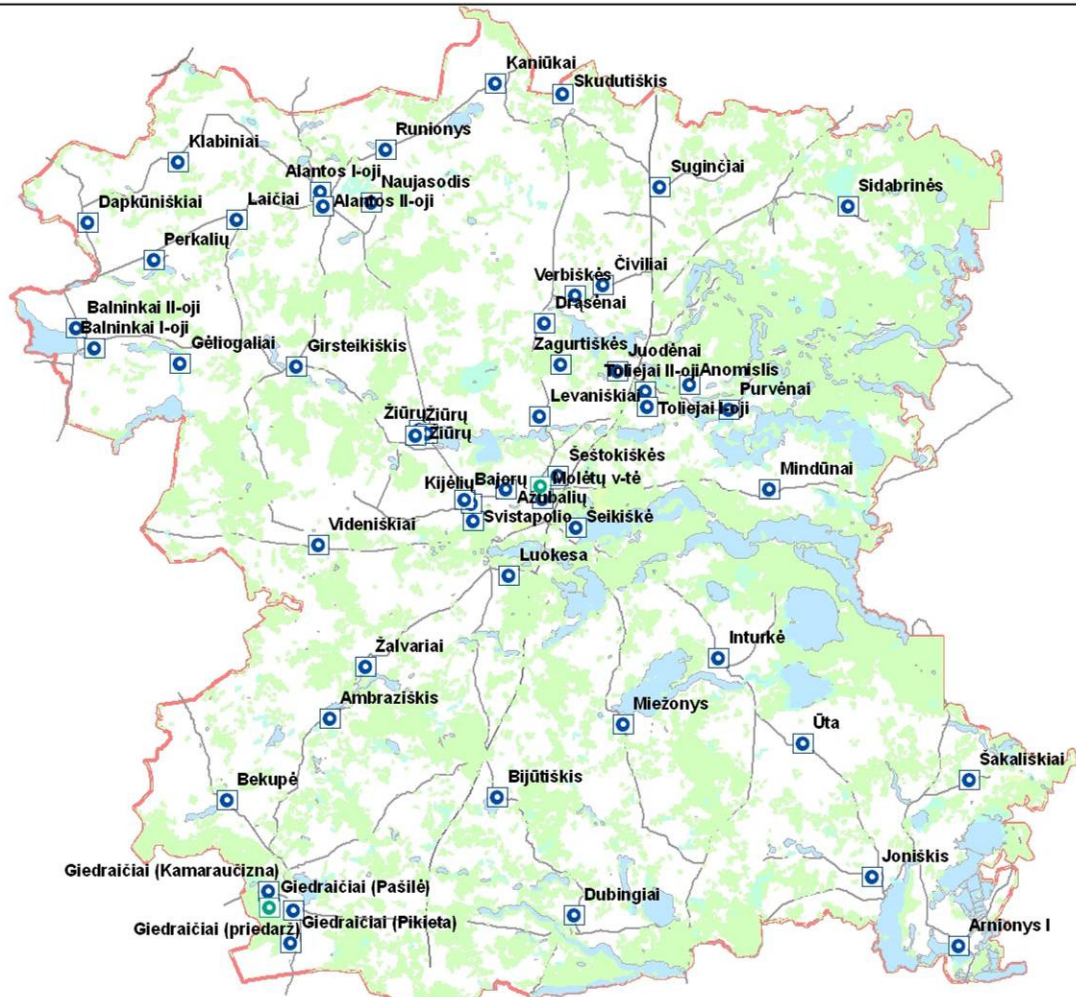 Kaniūkai
Skudutiškis
Runionys
Klabiniai
Alantos I-oji
Naujasodis
Suginčiai
Alantos II-oji
Sidabrinės
Dapkūniškiai
Laičiai
Perkalių
Čiviliai
Verbiškės
Balninkai II-oji
Drąsėnai
Balninkai I-oji
Gėliogaliai
Girsteikiškis
Zagurtiškės
Juodėnai
Toliejai II-oji
Anomislis
Purvėnai
Levaniškiai
Toliejai I-oji
Žiūrų
Žiūrų
Žiūrų
Šeštokiškės
Molėtų v-tė
Mindūnai
Kijėlių
Bajorų
Ažubalių
Svistapolio
Šeikiškė
Videniškiai
Luokesa
Inturkė
Žalvariai
Ambraziškis
Miežonys
Ūta
Šakališkiai
Bekupė
Bijūtiškis
Giedraičiai (Kamaraučizna)
Giedraičiai (Pašilė)
Joniškis
Giedraičiai (priedarž)
Giedraičiai (Pikieta)
Dubingiai
Arnionys I